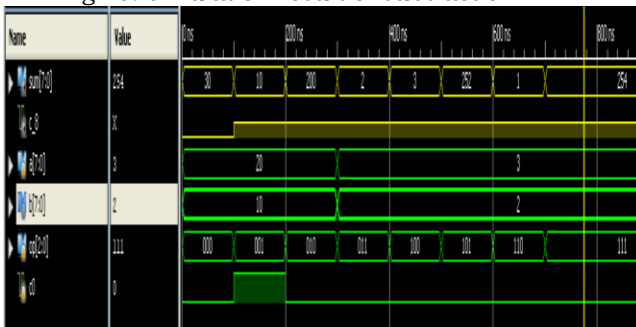 Name Value 0 ns 200 ns 400 ns 600 ns 800 ns
sum[7:0] 254 30 10 200 2 3 252 1 254
c_8 X
a[7:0] 3 20 3
b[7:0] 2 10 2
op[2:0] 111 000 001 010 011 100 101 110 111
c0 0